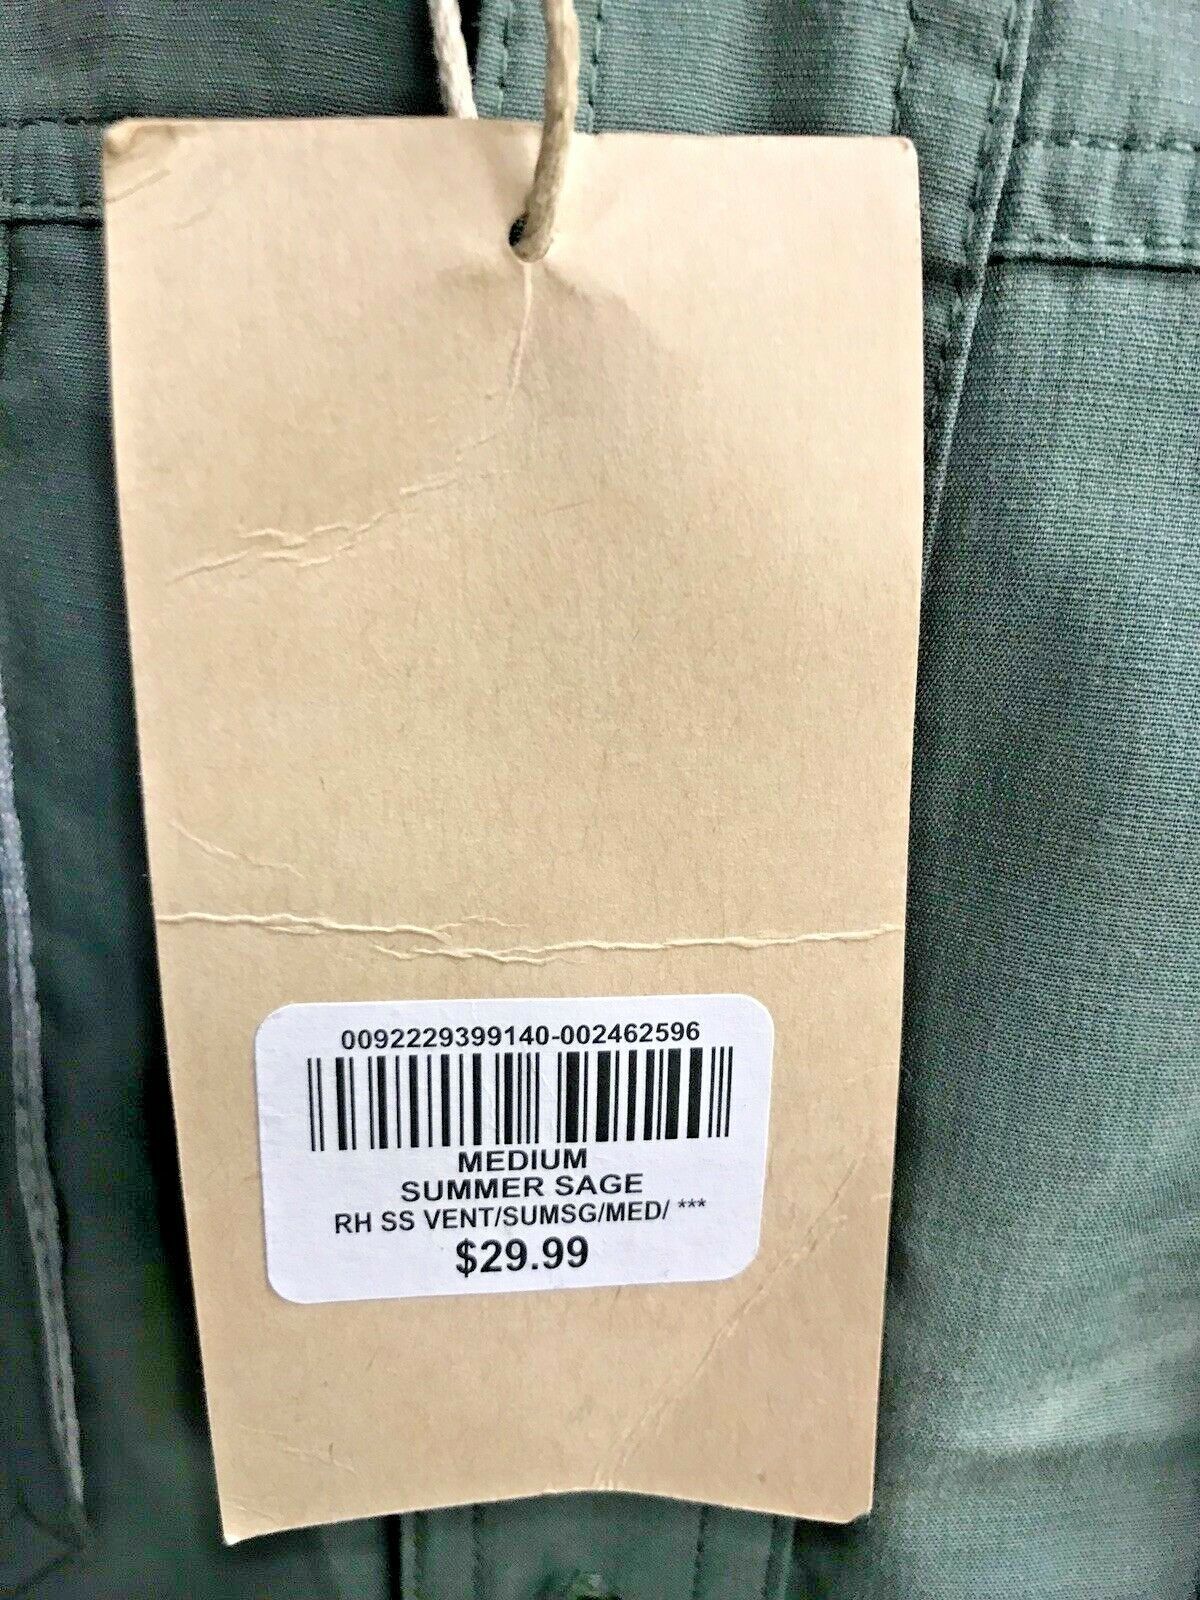 0092229399140-002462596
MEDIUM
SUMMER SAGE
RH SS VENT/SUMSG/MED/ ***
$29.99